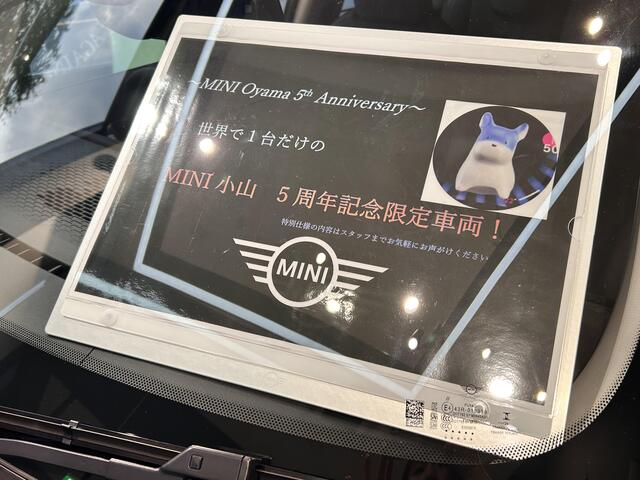 ～MINI Oyama 5th Anniversary～
世界で1台だけの
MINI 小山　5周年記念限定車両！
特別仕様の内容はスタッフまでお気軽にお声がけください
MINI
50